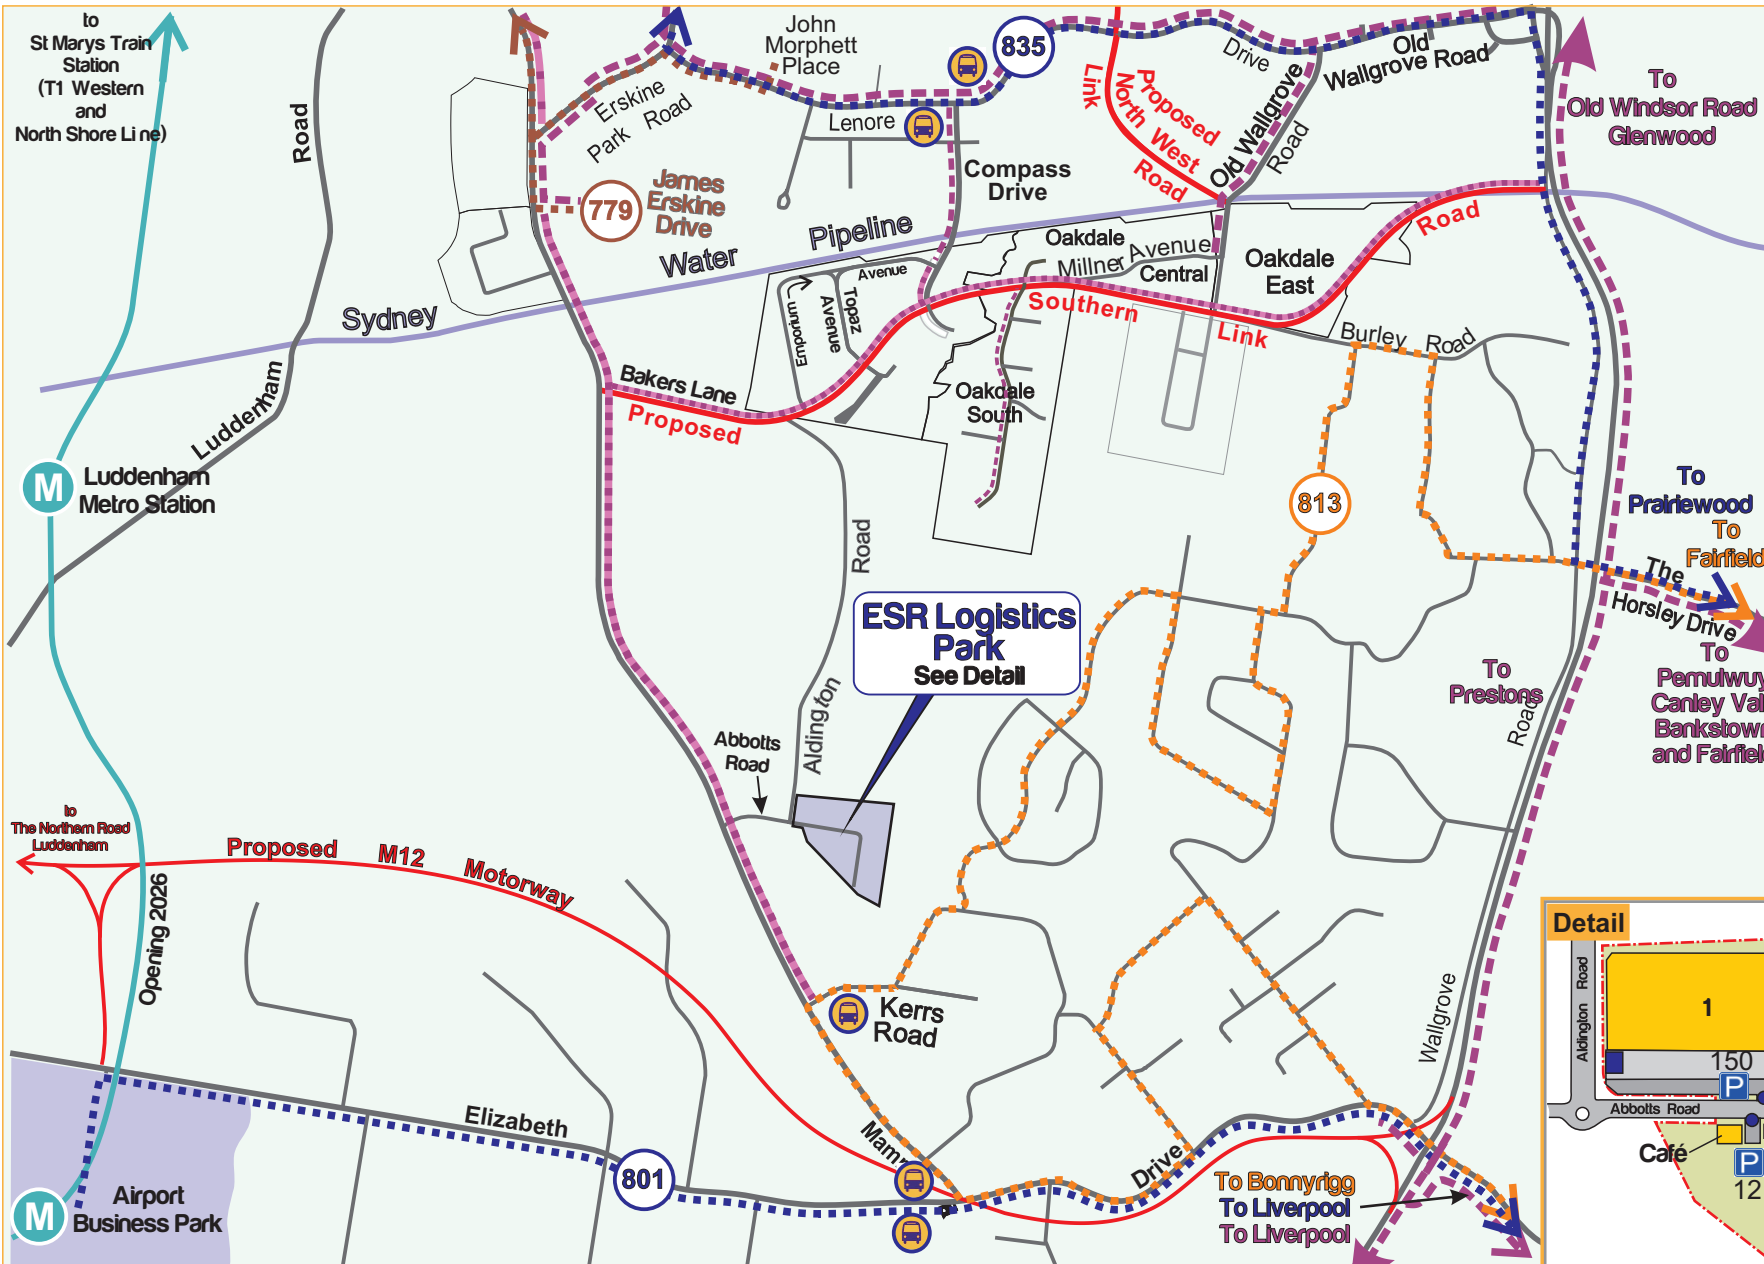 to
St Marys Train
Station
(T1 Western
and
North Shore Line)
Road
John
Morphett
Place
835
Drive
Old
Wallgrove Road
To
Old Windsor Road
Glenwood
Proposed
North West
Link
Road
Old Wallgrove
Road
Erskine
Park Road
Lenore
Compass
Drive
779
James
Erskine
Drive
Sydney
Water
Pipeline
Oakdale
Millner Avenue
Central
Oakdale
East
Road
Avenue
Emporium
Avenue
Topaz
Southern
Link
Burley Road
Bakers Lane
Proposed
Oakdale
South
Luddenham
M
Luddenham
Metro Station
813
To
Prairiewood
To
Fairfield
The
Horsley Drive
To
Prestons
To
Pemulwuy
Canley Val
Bankstown
and Fairfiel
Road
ESR Logistics
Park
See Detail
Road
Aldington
Abbotts
Road
to
The Northern Road
Luddenham
Proposed M12 Motorway
Opening 2026
Kerrs
Road
Wallgrove
Elizabeth
Mamr
Drive
801
M
Airport
Business Park
To Bonnyrigg
To Liverpool
To Liverpool
Detail
Aldington Road
1
150
P
Abbotts Road
Café
P
12